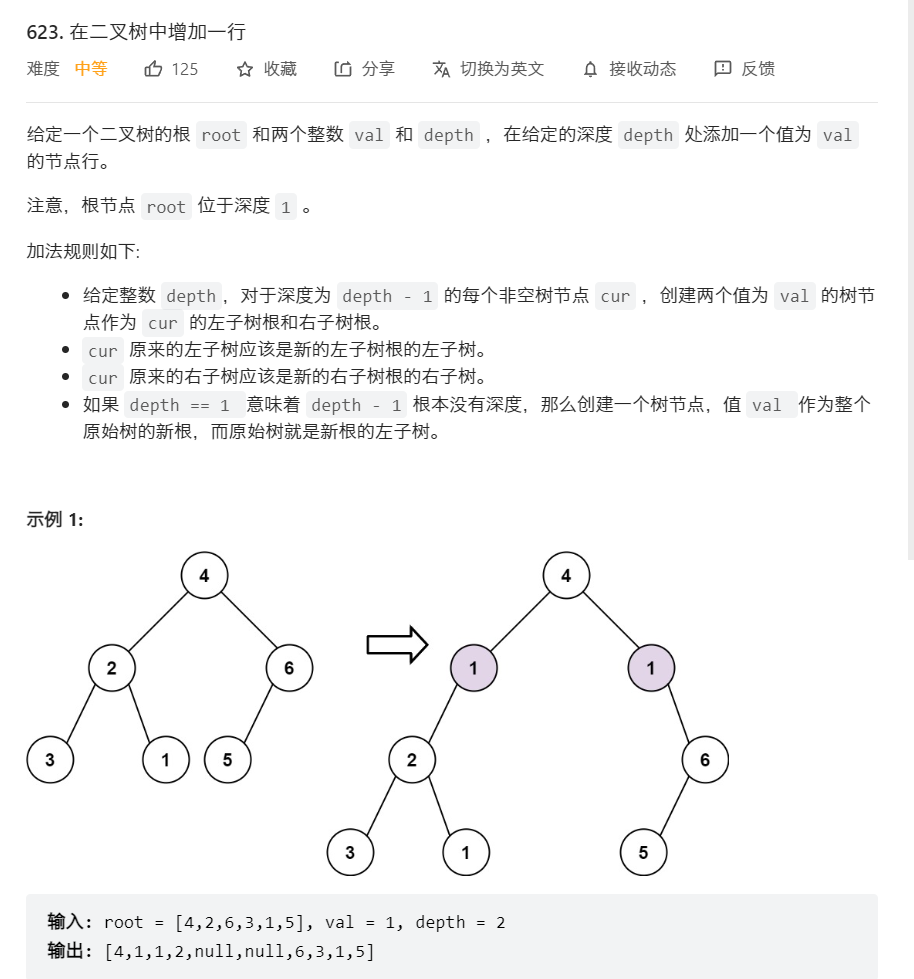 623. 在二叉树中增加一行
难度 中等 125 收藏 分享 切换为英文 接收动态 反馈
给定一个二叉树的根 root 和两个整数 val 和 depth ，在给定的深度 depth 处添加一个值为 val
的节点行。
注意，根节点 root 位于深度 1 。
加法规则如下:
给定整数 depth，对于深度为 depth - 1 的每个非空树节点 cur ，创建两个值为 val 的树节
点作为 cur 的左子树根和右子树根。
cur 原来的左子树应该是新的左子树根的左子树。
cur 原来的右子树应该是新的右子树根的右子树。
如果 depth == 1 意味着 depth - 1 根本没有深度，那么创建一个树节点，值 val 作为整个
原始树的新根，而原始树就是新根的左子树。
示例 1:
4
2 6
3 1 5
4
1 1
2 6
3 1 5
输入: root = [4,2,6,3,1,5], val = 1, depth = 2
输出: [4,1,1,2,null,null,6,3,1,5]